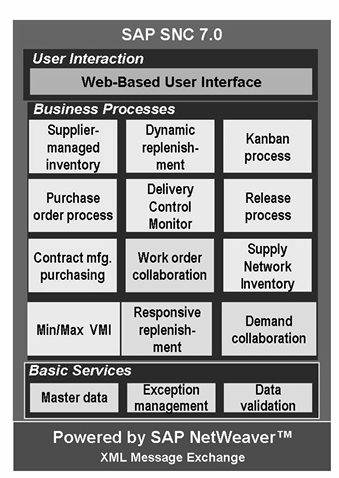 SAP SNC 7.0
User Interaction
Web-Based User Interface
Business Processes
Supplier-
managed
inventory
Dynamic
replenish-
ment
Kanban
process
Purchase
order process
Delivery
Control
Monitor
Release
process
Contract mfg.
purchasing
Work order
collaboration
Supply
Network
Inventory
Min/Max VMI
Responsive
replenish-
ment
Demand
collaboration
Basic Services
Master data
Exception
management
Data
validation
Powered by SAP NetWeaver™
XML Message Exchange